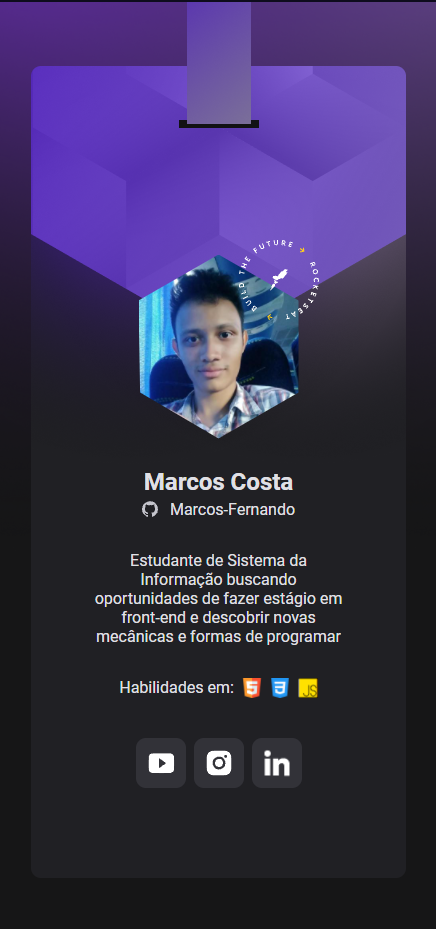 BUILD THE FUTURE → ROCKETSEAT →
Marcos Costa
Marcos-Fernando
Estudante de Sistema da
Informação buscando
oportunidades de fazer estágio em
front-end e descobrir novas
mecânicas e formas de programar
Habilidades em: 5 3 JS
in